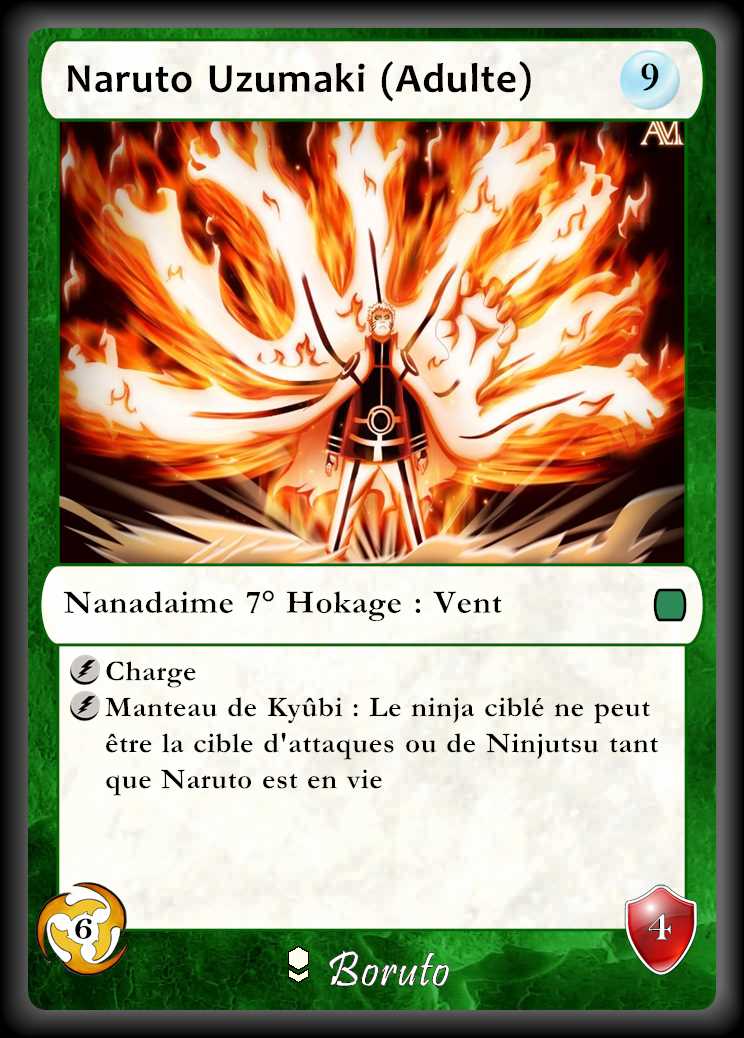 Naruto Uzumaki (Adulte)
9
AM
Nanadaime 7° Hokage : Vent
Charge
Manteau de Kyûbi : Le ninja ciblé ne peut
être la cible d'attaques ou de Ninjutsu tant
que Naruto est en vie
6
4
Boruto